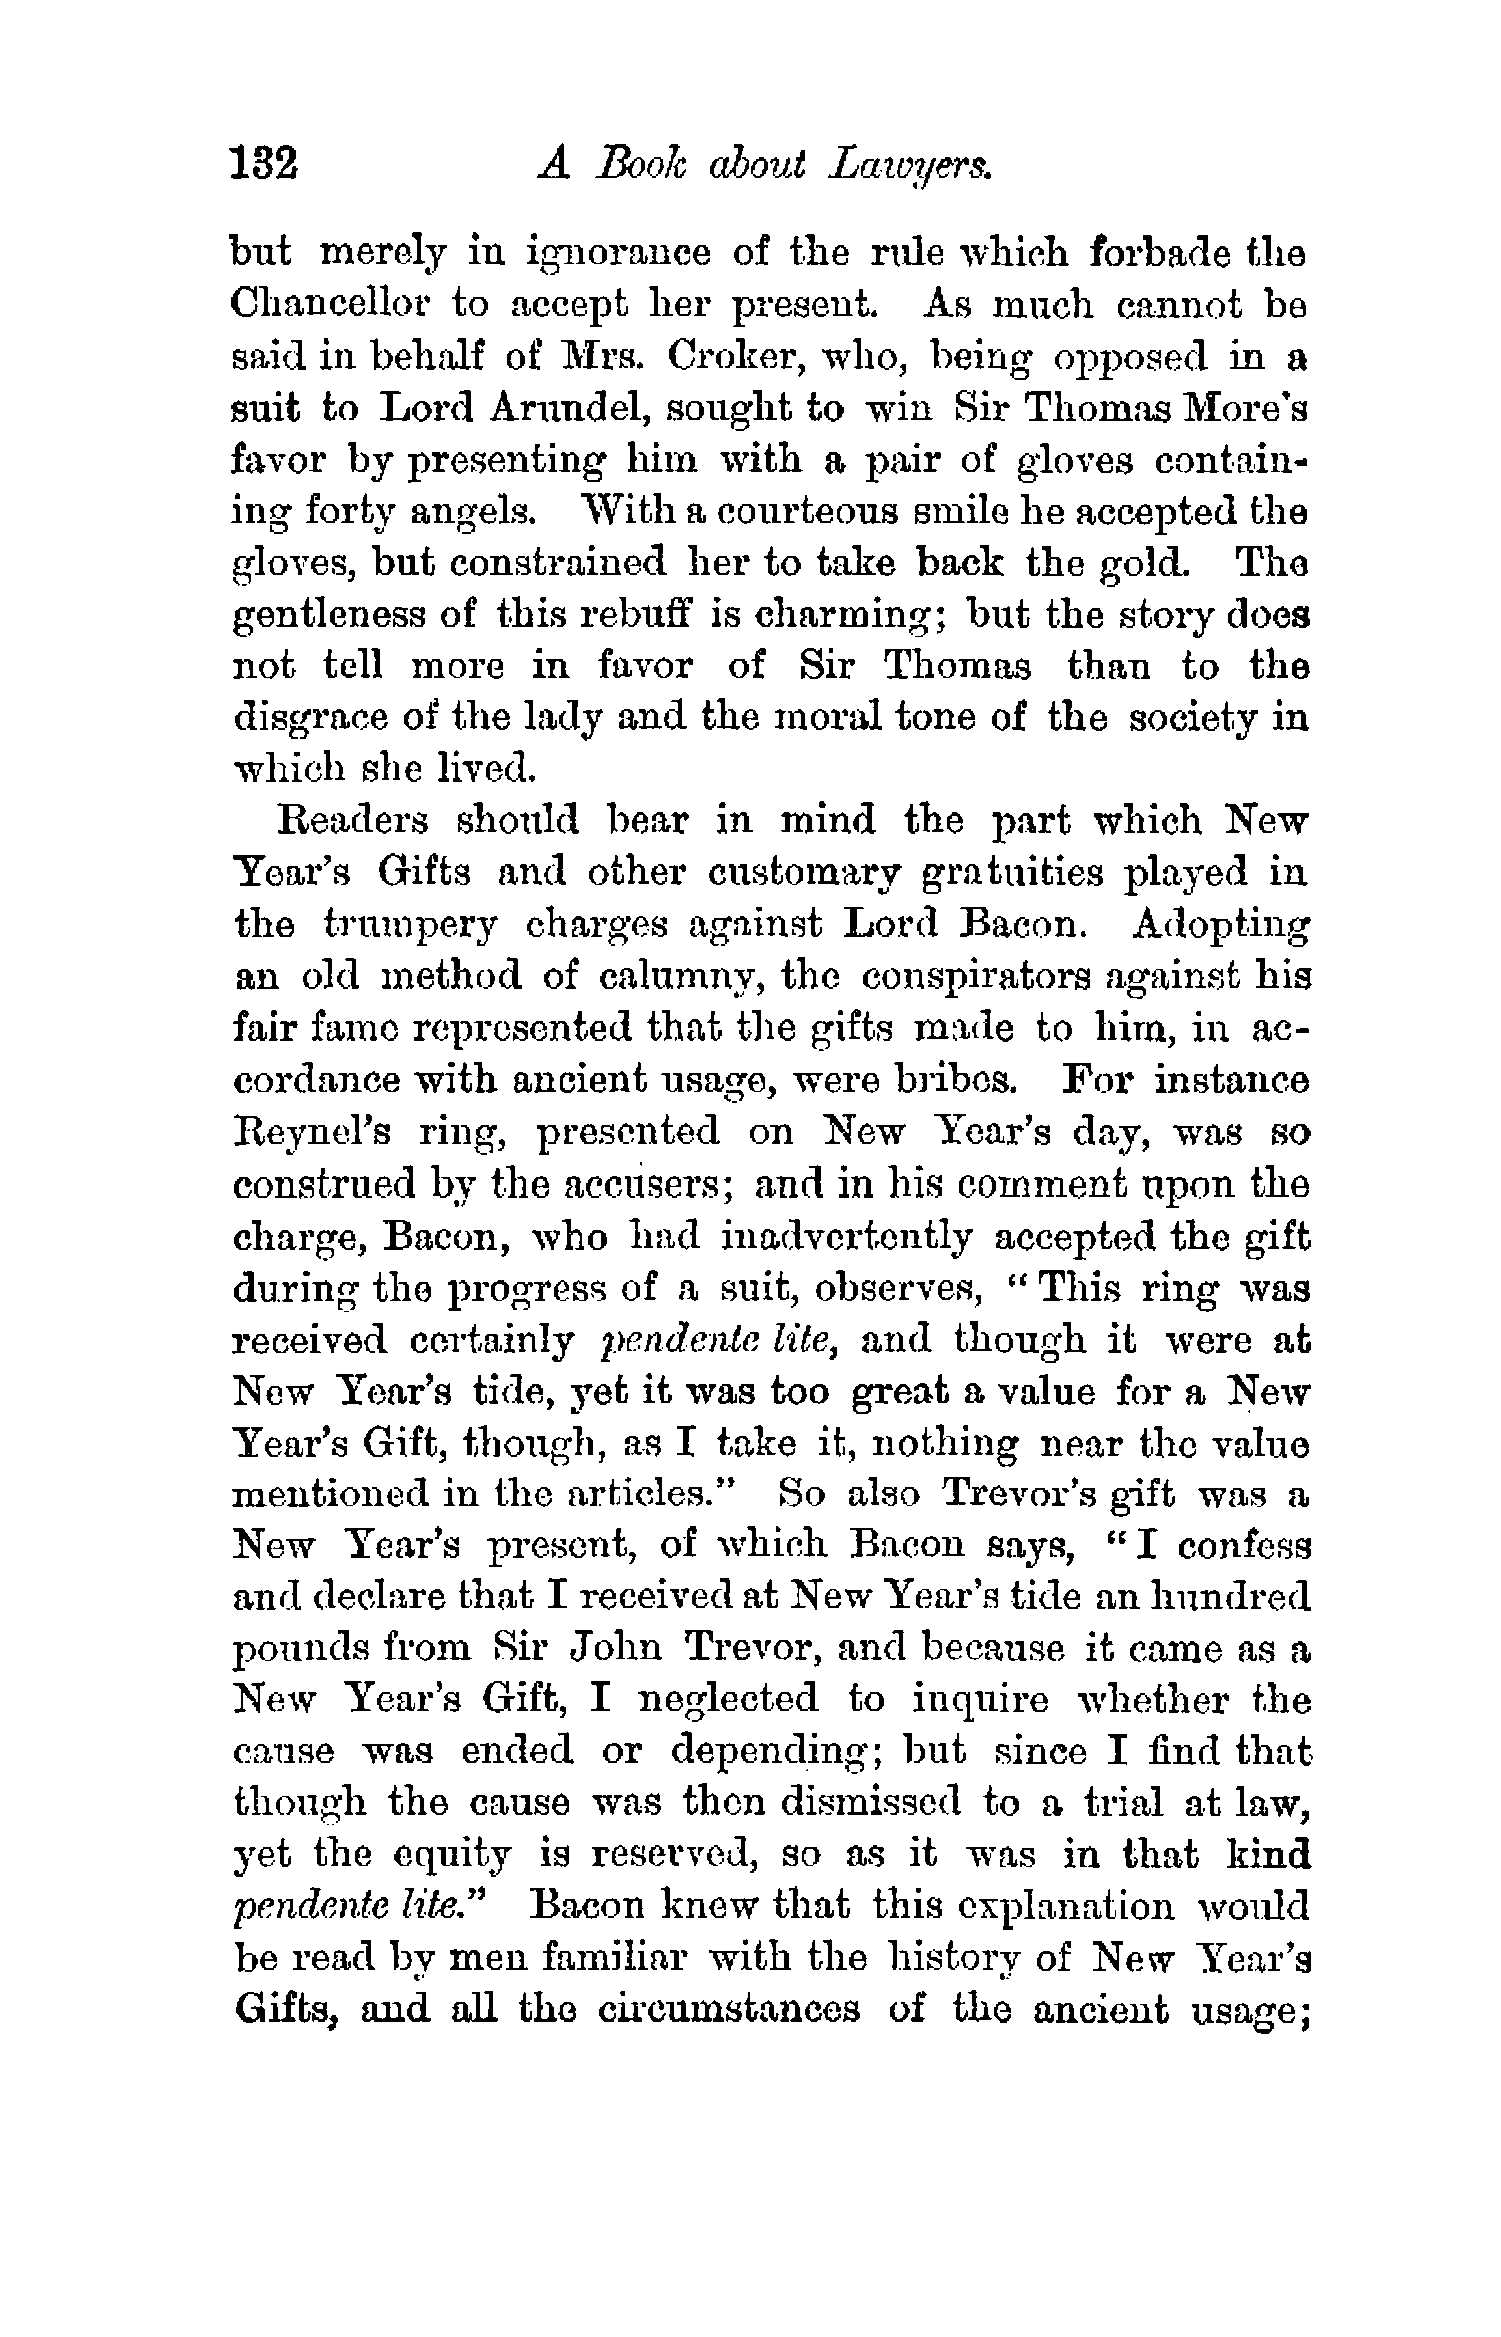 132 A Book about Lawyers.
but merely in ignorance of the rule which forbade the
Chancellor to accept her present. As much cannot be
said in behalf of Mrs. Croker, who, being opposed in a
suit to Lord Arundel, sought to win Sir Thomas More's
favor by presenting him with a pair of gloves contain-
ing forty angels. With a courteous smile he accepted the
gloves, but constrained her to take back the gold. The
gentleness of this rebuff is charming; but the story does
not tell more in favor of Sir Thomas than to the
disgrace of the lady and the moral tone of the society in
which she lived.
Readers should bear in mind the part which New
Year's Gifts and other customary gratuities played in
the trumpery charges against Lord Bacon. Adopting
an old method of calumny, the conspirators against his
fair fame represented that the gifts made to him, in ac-
cordance with ancient usage, were bribes. For instance
Reynel's ring, presented on New Year's day, was so
construed by the accusers; and in his comment upon the
charge, Bacon, who had inadvertently accepted the gift
during the progress of a suit, observes, "This ring was
received certainly pendente lite, and though it were at
New Year's tide, yet it was too great a value for a New
Year's Gift, though, as I take it, nothing near the value
mentioned in the articles." So also Trevor's gift was a
New Year's present, of which Bacon says, "I confess
and declare that I received at New Year's tide an hundred
pounds from Sir John Trevor, and because it came as a
New Year's Gift, I neglected to inquire whether the
cause was ended or depending; but since I find that
though the cause was then dismissed to a trial at law,
yet the equity is reserved, so as it was in that kind
pendente lite." Bacon knew that this explanation would
be read by men familiar with the history of New Year's
Gifts, and all the circumstances of the ancient usage;